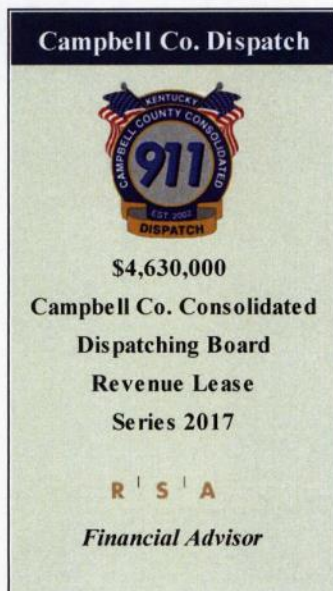 Campbell Co. Dispatch
KENTUCKY
CAMPBELL COUNTY CONSOLIDATED
911
EST. 2002
DISPATCH
$4,630,000
Campbell Co. Consolidated
Dispatching Board
Revenue Lease
Series 2017
R S A
Financial Advisor